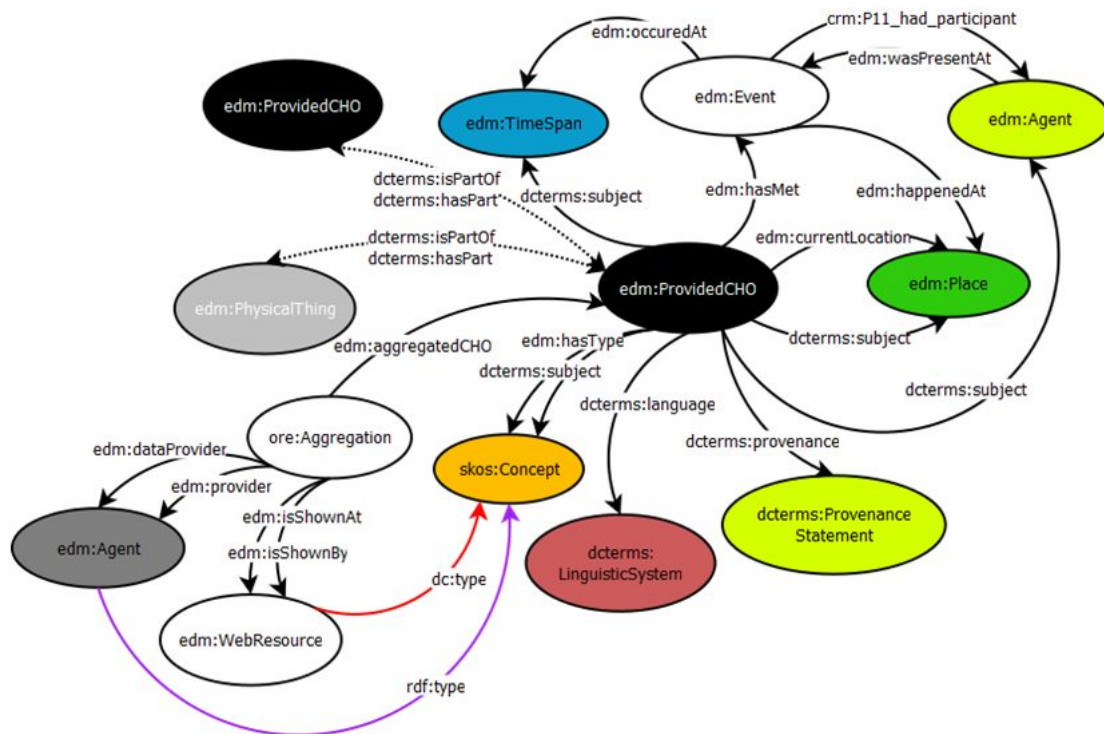 crm:P11_had_participant
edm:occuredAt
edm:wasPresentAt
edm:ProvidedCHO
edm:Event
edm:TimeSpan
edm:Agent
dcterms:isPartOf
dcterms:hasPart
dcterms:subject
edm:hasMet
edm:happenedAt
dcterms:isPartOf
dcterms:hasPart
edm:currentLocation
edm:ProvidedCHO
edm:Place
edm:PhysicalThing
edm:aggregatedCHO
edm:hasType
dcterms:subject
dcterms:subject
dcterms:subject
dcterms:language
dcterms:provenance
ore:Aggregation
edm:dataProvider
edm:provider
skos:Concept
edm:isShownAt
edm:isShownBy
edm:Agent
dcterms:Provenance
Statement
dcterms:
LinguisticSystem
dc:type
edm:WebResource
rdf:type